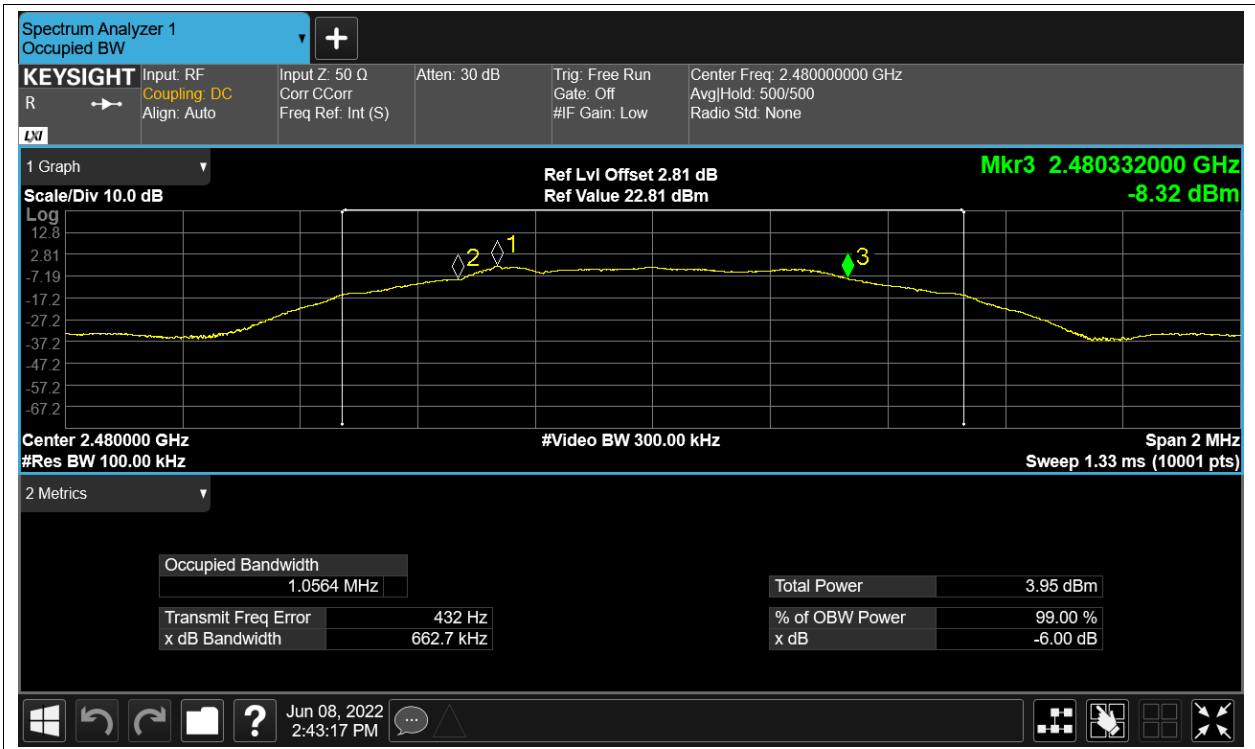 Spectrum Analyzer 1
Occupied BW
KEYSIGHT
R
LXI
Input: RF
Coupling: DC
Align: Auto
Input Z: 50 Ω
Corr CCorr
Freq Ref: Int (S)
Atten: 30 dB
Trig: Free Run
Gate: Off
#IF Gain: Low
Center Freq: 2.480000000 GHz
Avg|Hold: 500/500
Radio Std: None
1 Graph
Scale/Div 10.0 dB
Ref Lvl Offset 2.81 dB
Ref Value 22.81 dBm
Mkr3 2.480332000 GHz
-8.32 dBm
Log
12.8
2.81
-7.19
-17.2
-27.2
-37.2
-47.2
-57.2
-67.2
2
1
3
Center 2.480000 GHz
#Res BW 100.00 kHz
#Video BW 300.00 kHz
Span 2 MHz
Sweep 1.33 ms (10001 pts)
2 Metrics
Occupied Bandwidth
1.0564 MHz
Transmit Freq Error 432 Hz
x dB Bandwidth 662.7 kHz
Total Power 3.95 dBm
% of OBW Power 99.00 %
x dB -6.00 dB
?
Jun 08, 2022
2:43:17 PM